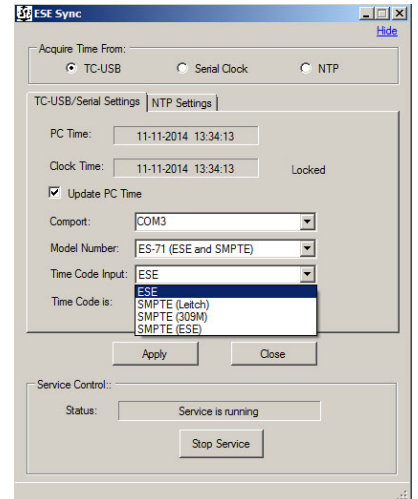 ESE Sync
Hide
Acquire Time From:
TC-USB Serial Clock NTP
TC-USB/Serial Settings NTP Settings
PC Time: 11-11-2014 13:34:13
Clock Time: 11-11-2014 13:34:13 Locked
Update PC Time
Comport: COM3
Model Number: ES-71 (ESE and SMPTE)
Time Code Input: ESE
ESE
Time Code is:
SMPTE (Leitch)
SMPTE (309M)
SMPTE (ESE)
Apply Close
Service Control::
Status: Service is running
Stop Service